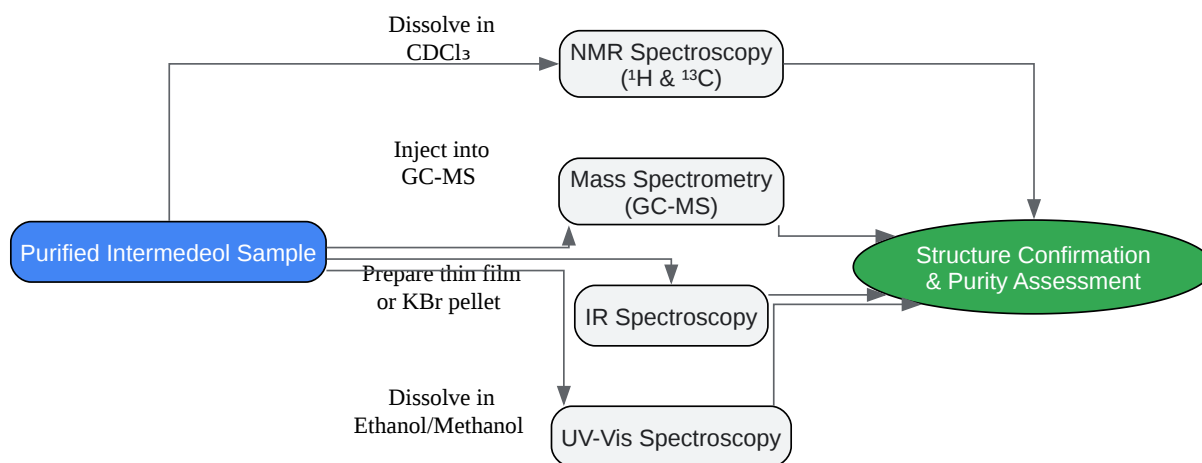 Dissolve in
CDCl₃
NMR Spectroscopy
(¹H & ¹³C)
Inject into
GC-MS
Mass Spectrometry
(GC-MS)
Purified Intermedeol Sample
Structure Confirmation
& Purity Assessment
Prepare thin film
or KBr pellet
IR Spectroscopy
Dissolve in
Ethanol/Methanol
UV-Vis Spectroscopy